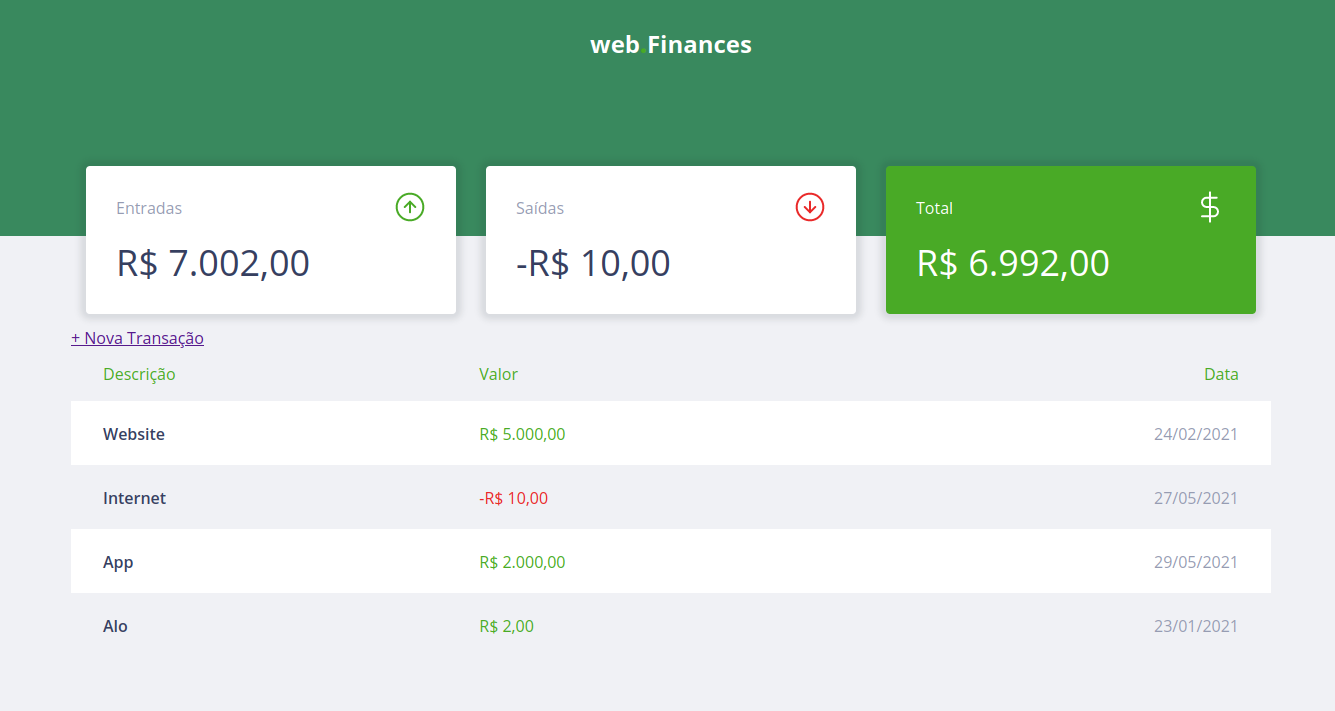 web.Finances
Entradas
R$ 7.002,00
Saídas
-R$ 10,00
Total
$
R$ 6.992,00
+ Nova Transação
Descrição Valor Data
Website R$ 5.000,00 24/02/2021
Internet -R$ 10,00 27/05/2021
App R$ 2.000,00 29/05/2021
Alo R$ 2,00 23/01/2021